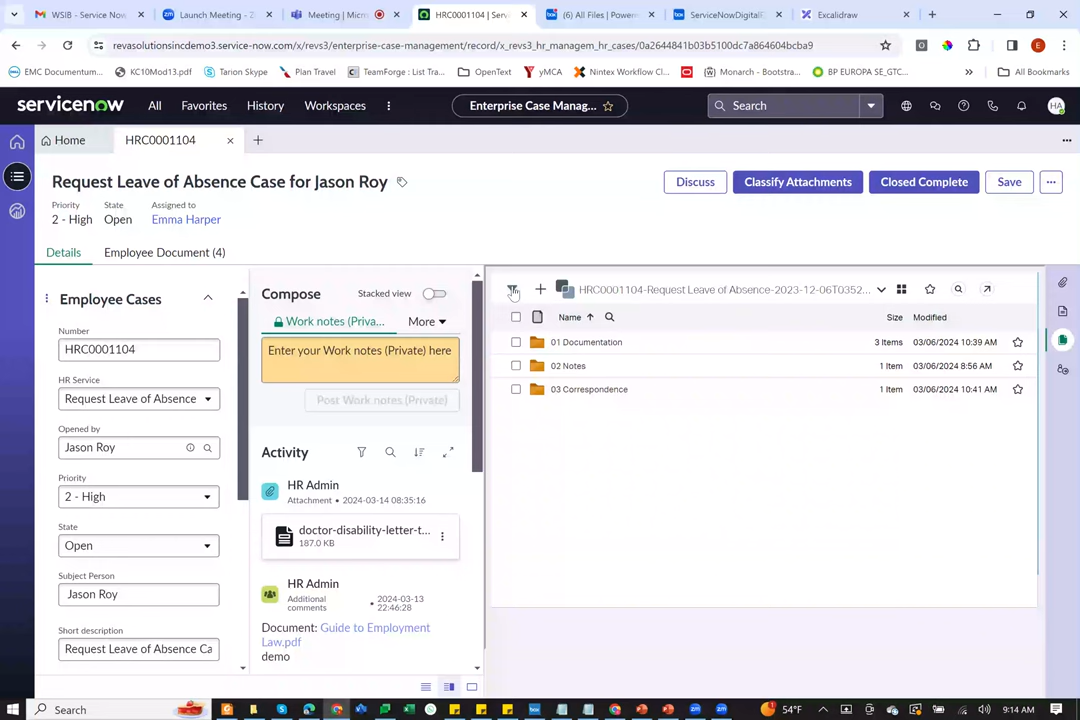 WSIB - Service Now
Launch Meeting - Z
Meeting | Micr
HRC0001104 | Servic
(6) All Files | Powere
ServiceNowDigitalF
Excalidraw
revasolutionsincdemo3.service-now.com/x/revs3/enterprise-case-management/record/x_revs3_hr_managem_hr_cases/0a2644841b03b5100dc7a864604bcba9
EMC Documentum...
KC10Mod13.pdf
Tarion Skype
Plan Travel
TeamForge : List Tra...
OpenText
yMCA
Nintex Workflow Cl...
Monarch - Bootstra...
BP EUROPA SE_GTC...
All Bookmarks
servicenow
All
Favorites
History
Workspaces
Enterprise Case Manag...
Search
HA
Home
HRC0001104
Request Leave of Absence Case for Jason Roy
Discuss
Classify Attachments
Closed Complete
Save
Priority
State
Assigned to
2 - High
Open
Emma Harper
Details
Employee Document (4)
Employee Cases
Number
HRC0001104
HR Service
Request Leave of Absence
Opened by
Jason Roy
Priority
2 - High
State
Open
Subject Person
Jason Roy
Short description
Request Leave of Absence Ca
Compose
Stacked view
Work notes (Priva...
More
Enter your Work notes (Private) here
Post Work notes (Private)
Activity
HR Admin
Attachment • 2024-03-14 08:35:16
doctor-disability-letter-t...
187.0 KB
HR Admin
Additional comments
• 2024-03-13 22:46:28
Document: Guide to Employment Law.pdf
demo
HRC0001104-Request Leave of Absence-2023-12-06T0352...
Name
Size
Modified
01 Documentation
3 Items
03/06/2024 10:39 AM
02 Notes
1 Item
03/06/2024 8:56 AM
03 Correspondence
1 Item
03/06/2024 10:41 AM
Search
54°F
9:14 AM